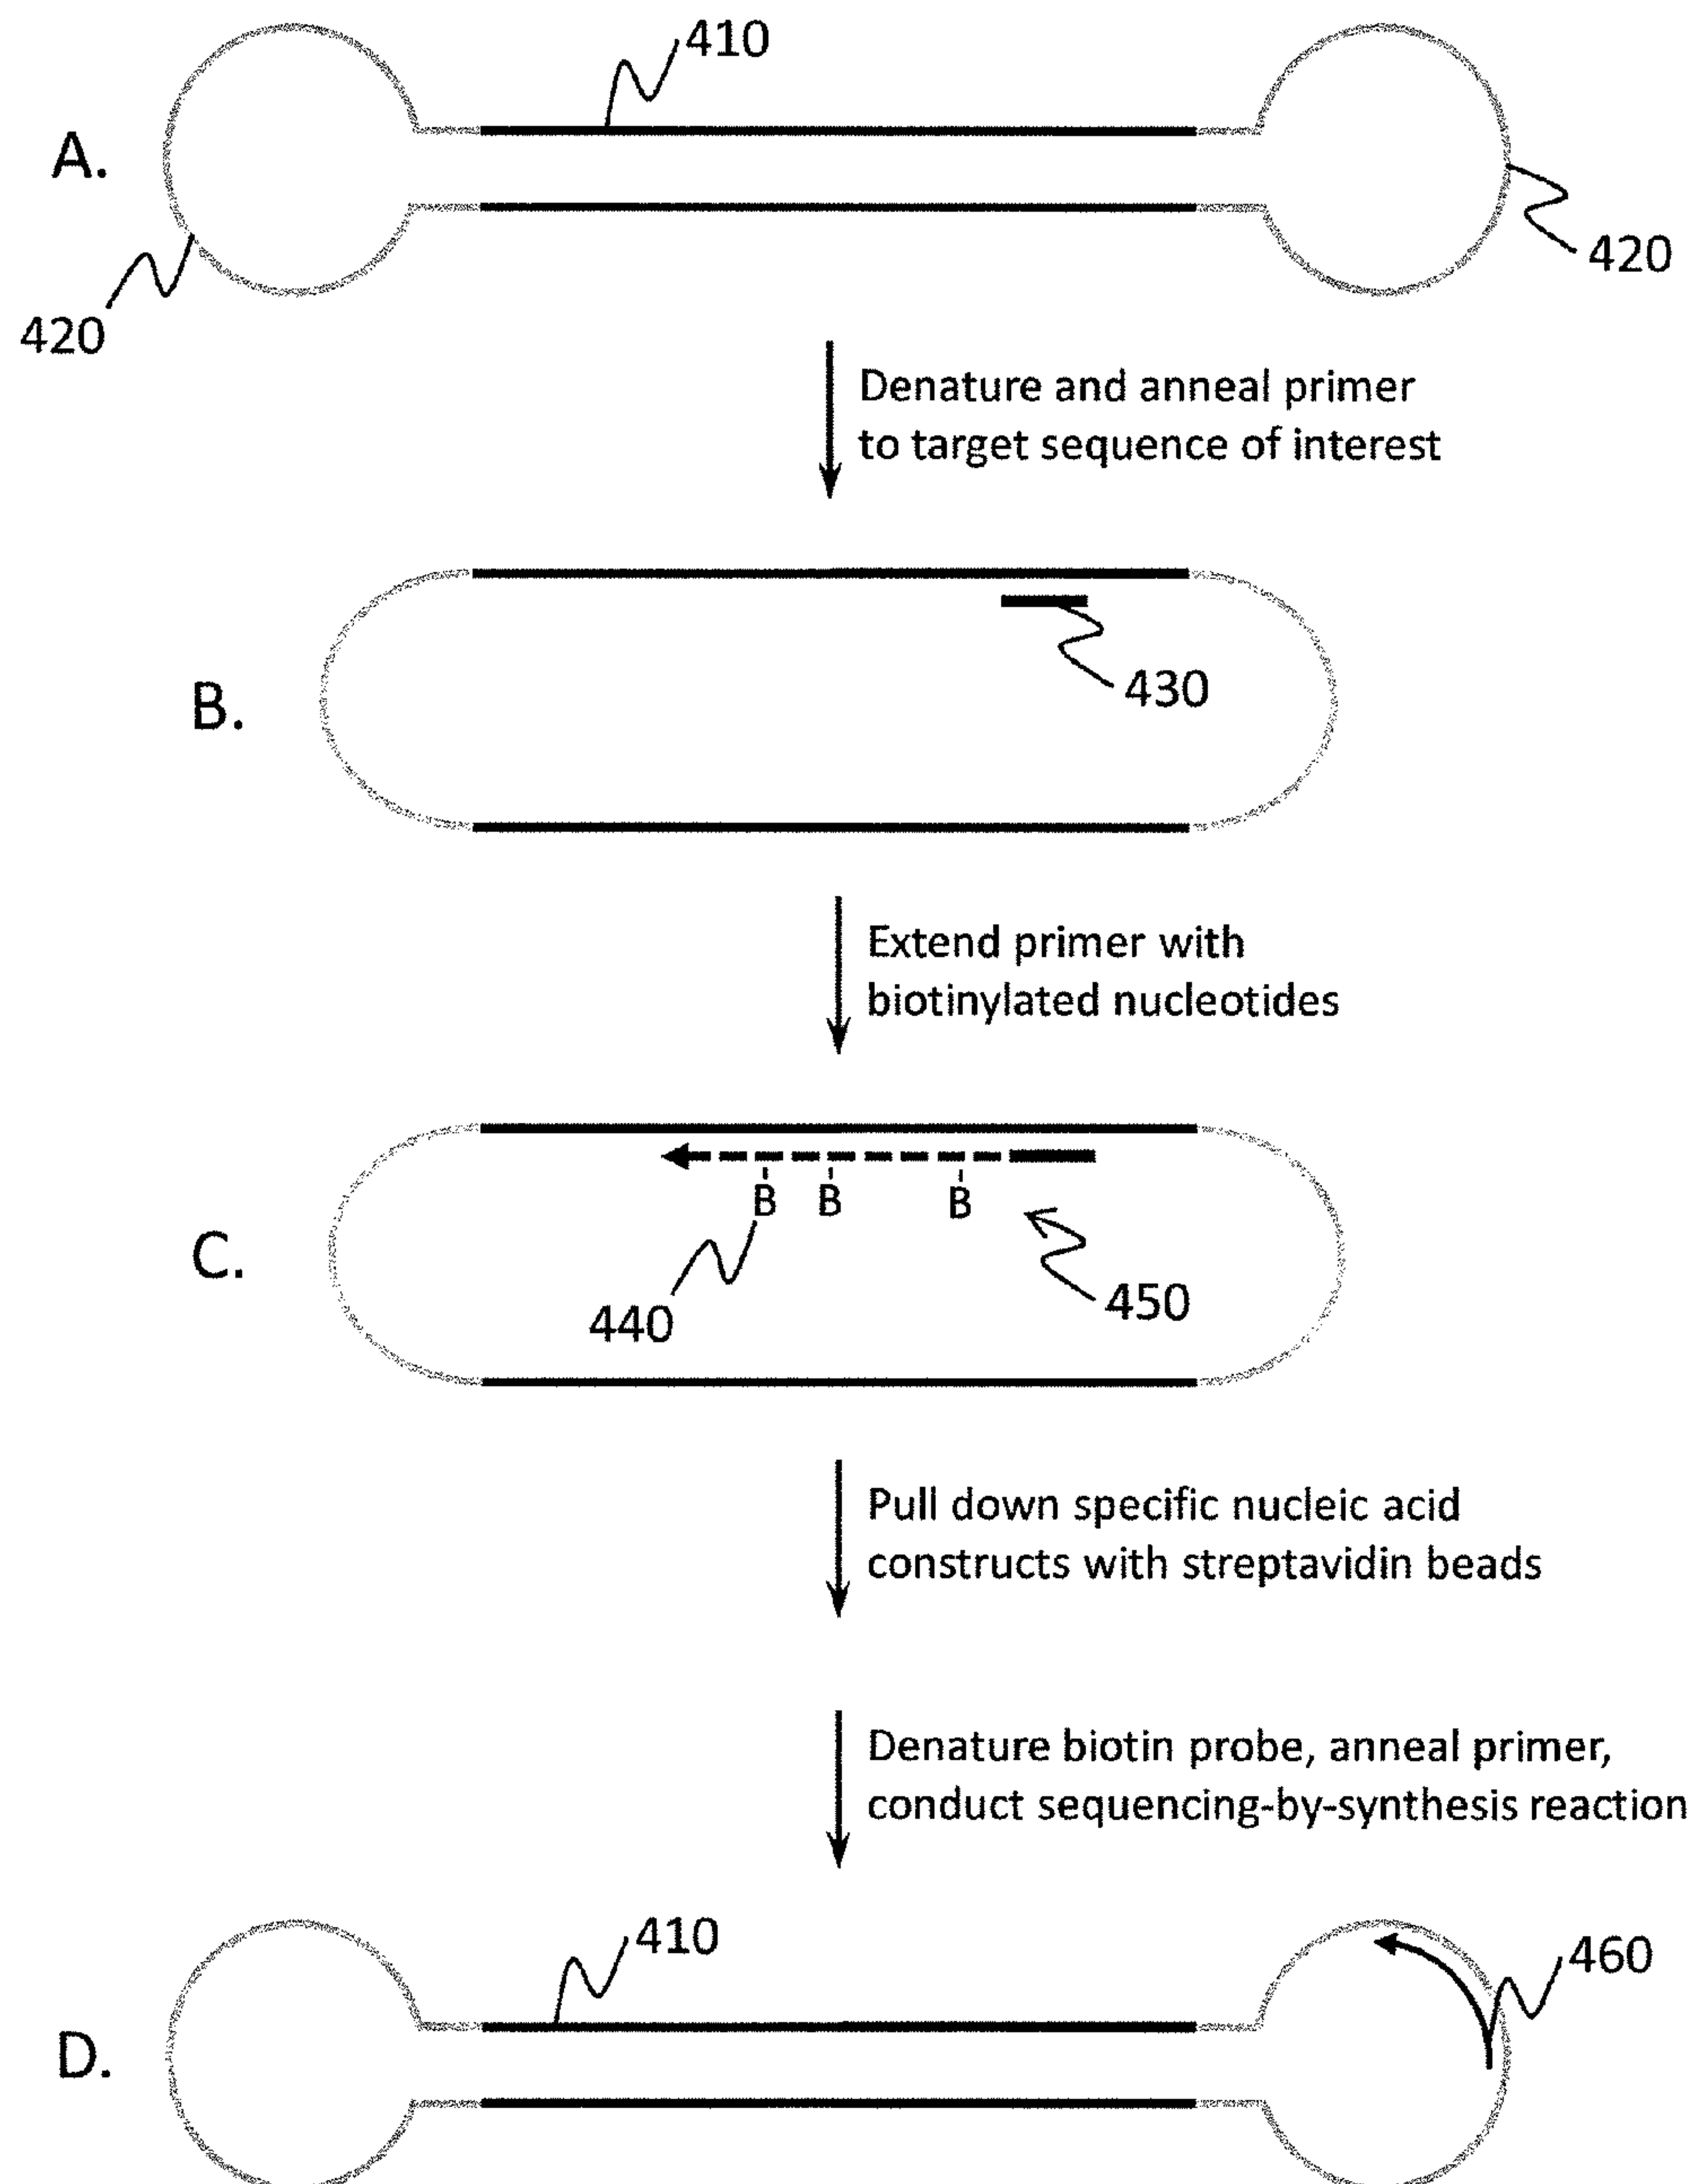 410
A.
420
420
Denature and anneal primer
to target sequence of interest
B.
430
Extend primer with
biotinylated nucleotides
C.
B B B
440
450
Pull down specific nucleic acid
constructs with streptavidin beads
Denature biotin probe, anneal primer,
conduct sequencing-by-synthesis reaction
410
460
D.